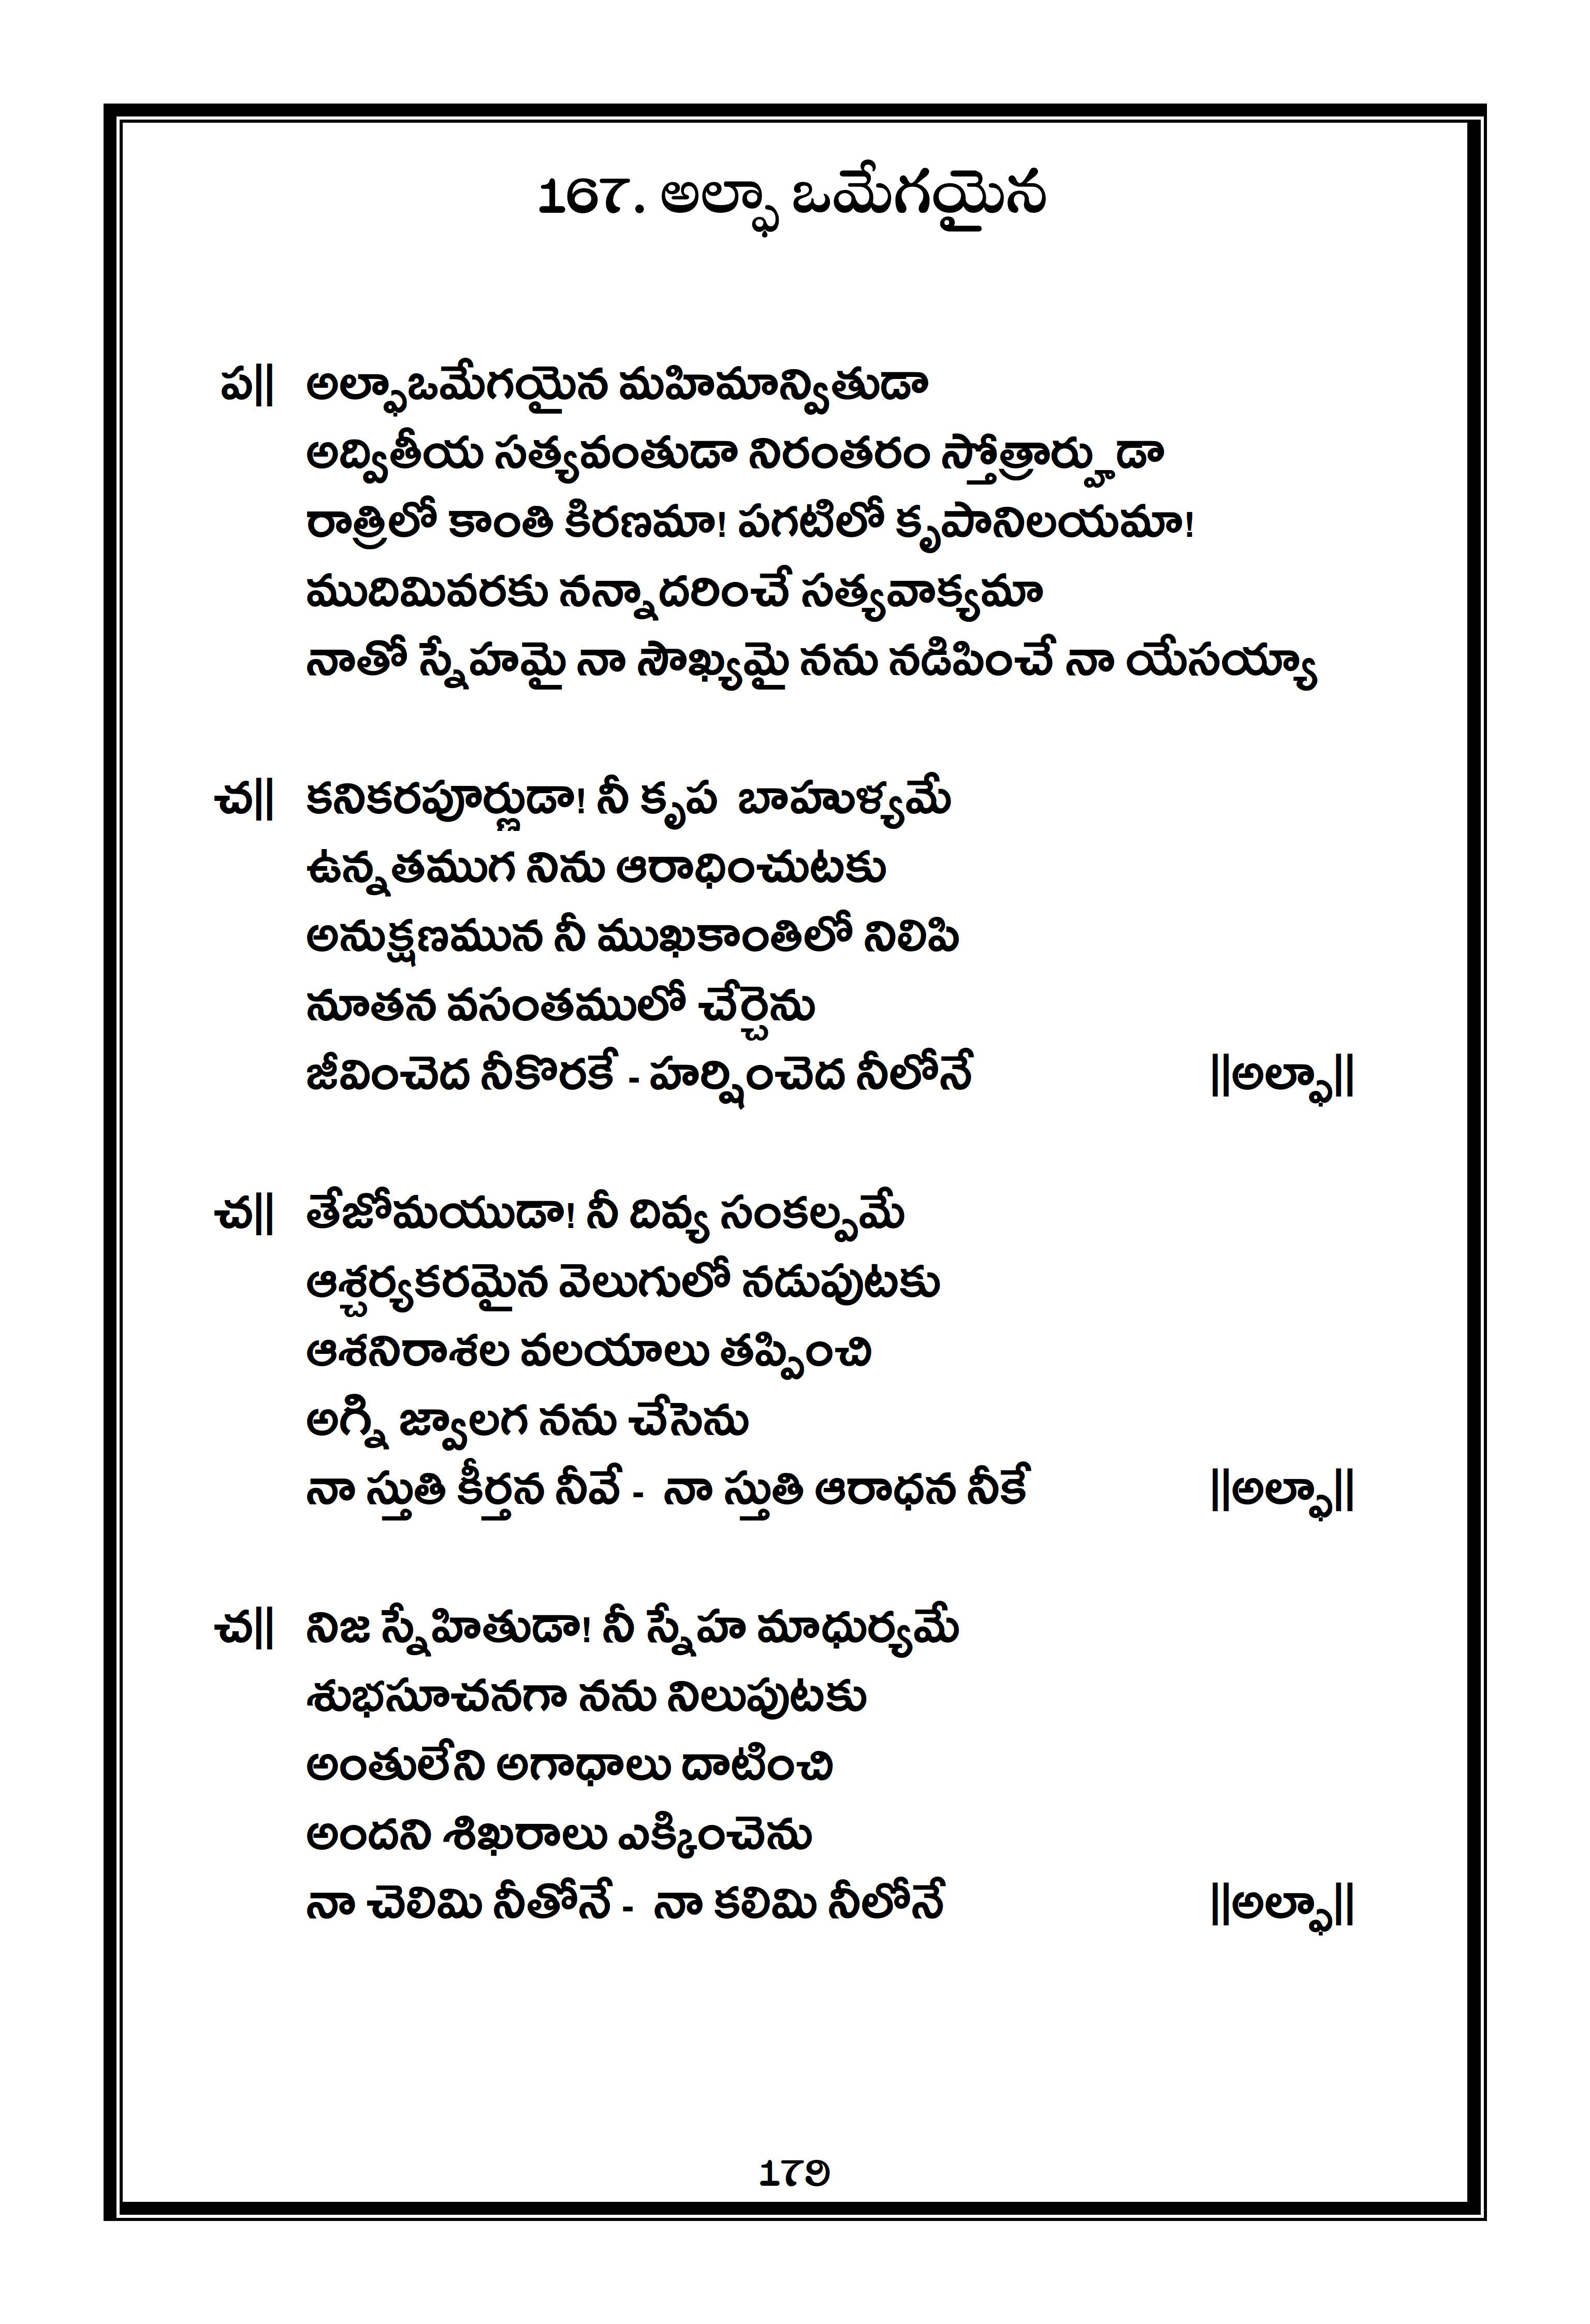 167. అల్ఫా ఒమేగయైన
ప|| అల్ఫాఒమేగయైన మహిమాన్వితుడా
అద్వితీయ సత్యవంతుడా నిరంతరం స్తోత్రార్హుడా
రాత్రిలో కాంతి కిరణమా! పగటిలో కృపానిలయమా!
ముదిమివరకు నన్నాదరించే సత్యవాక్యమా
నాతో స్నేహమై నా సౌఖ్యమై నను నడిపించే నా యేసయ్యా
చ|| కనికరపూర్ణుడా! నీ కృప బాహుళ్యమే
ఉన్నతముగ నిను ఆరాధించుటకు
అనుక్షణమున నీ ముఖకాంతిలో నిలిపి
నూతన వసంతములో చేర్చెను
జీవించెద నీకొరకే - హర్షించెద నీలోనే ||అల్ఫా||
చ|| తేజోమయుడా! నీ దివ్య సంకల్పమే
ఆశ్చర్యకరమైన వెలుగులో నడుపుటకు
ఆశనిరాశల వలయాలు తప్పించి
అగ్ని జ్వాలగ నను చేసెను
నా స్తుతి కీర్తన నీవే - నా స్తుతి ఆరాధన నీకే ||అల్ఫా||
చ|| నిజ స్నేహితుడా! నీ స్నేహ మాధుర్యమే
శుభసూచనగా నను నిలుపుటకు
అంతులేని అగాధాలు దాటించి
అందని శిఖరాలు ఎక్కించెను
నా చెలిమి నీతోనే - నా కలిమి నీలోనే ||అల్ఫా||
179